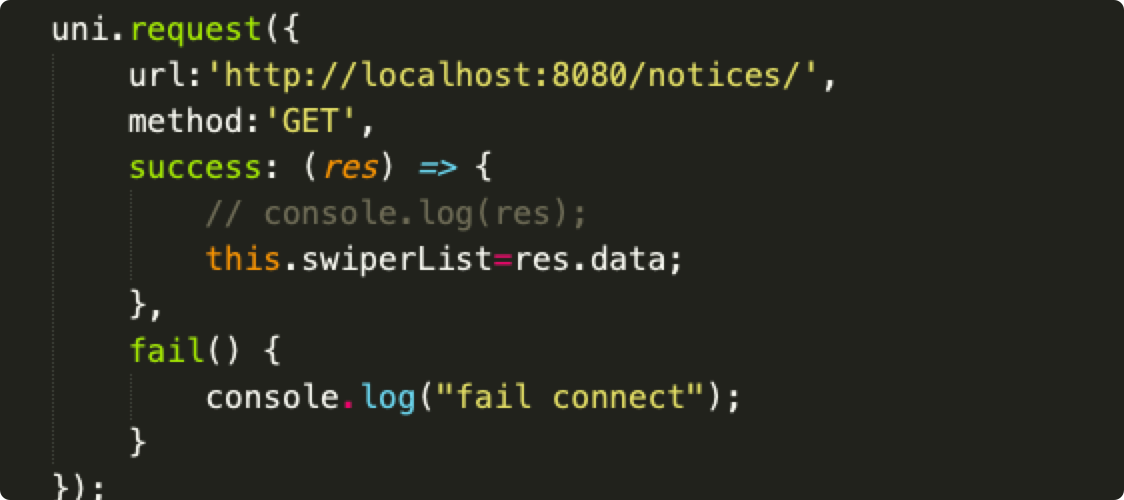 uni.request({
    url:'http://localhost:8080/notices/',
    method:'GET',
    success: (res) => {
        // console.log(res);
        this.swiperList=res.data;
    },
    fail() {
        console.log("fail connect");
    }
});